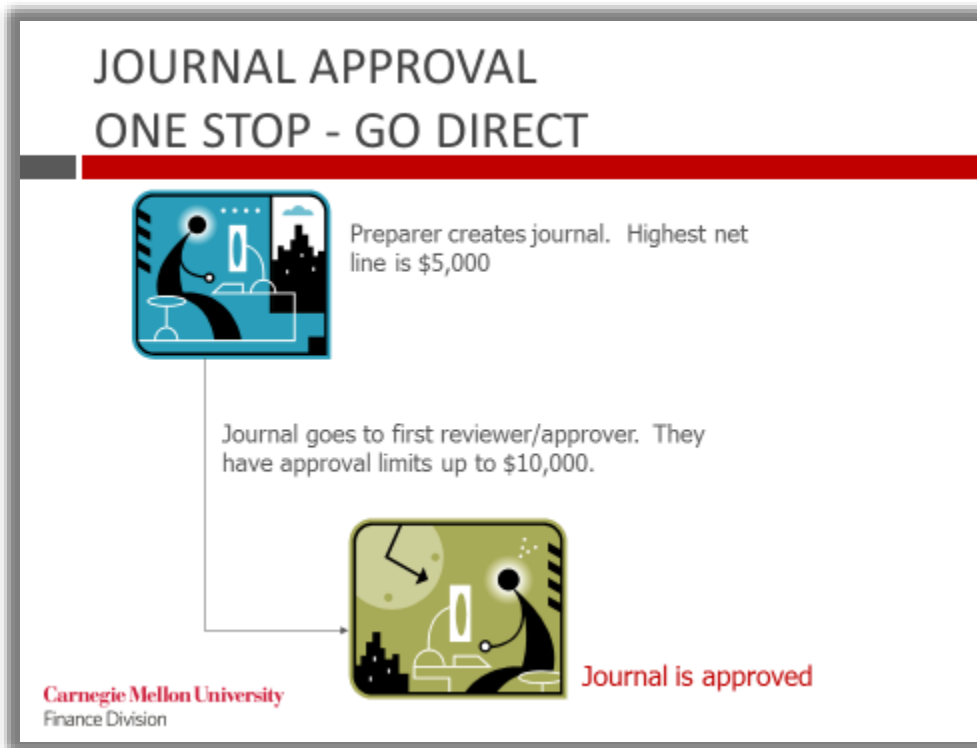 JOURNAL APPROVAL
ONE STOP - GO DIRECT
Preparer creates journal.  Highest net
line is $5,000
Journal goes to first reviewer/approver.  They
have approval limits up to $10,000.
Journal is approved
Carnegie Mellon University
Finance Division